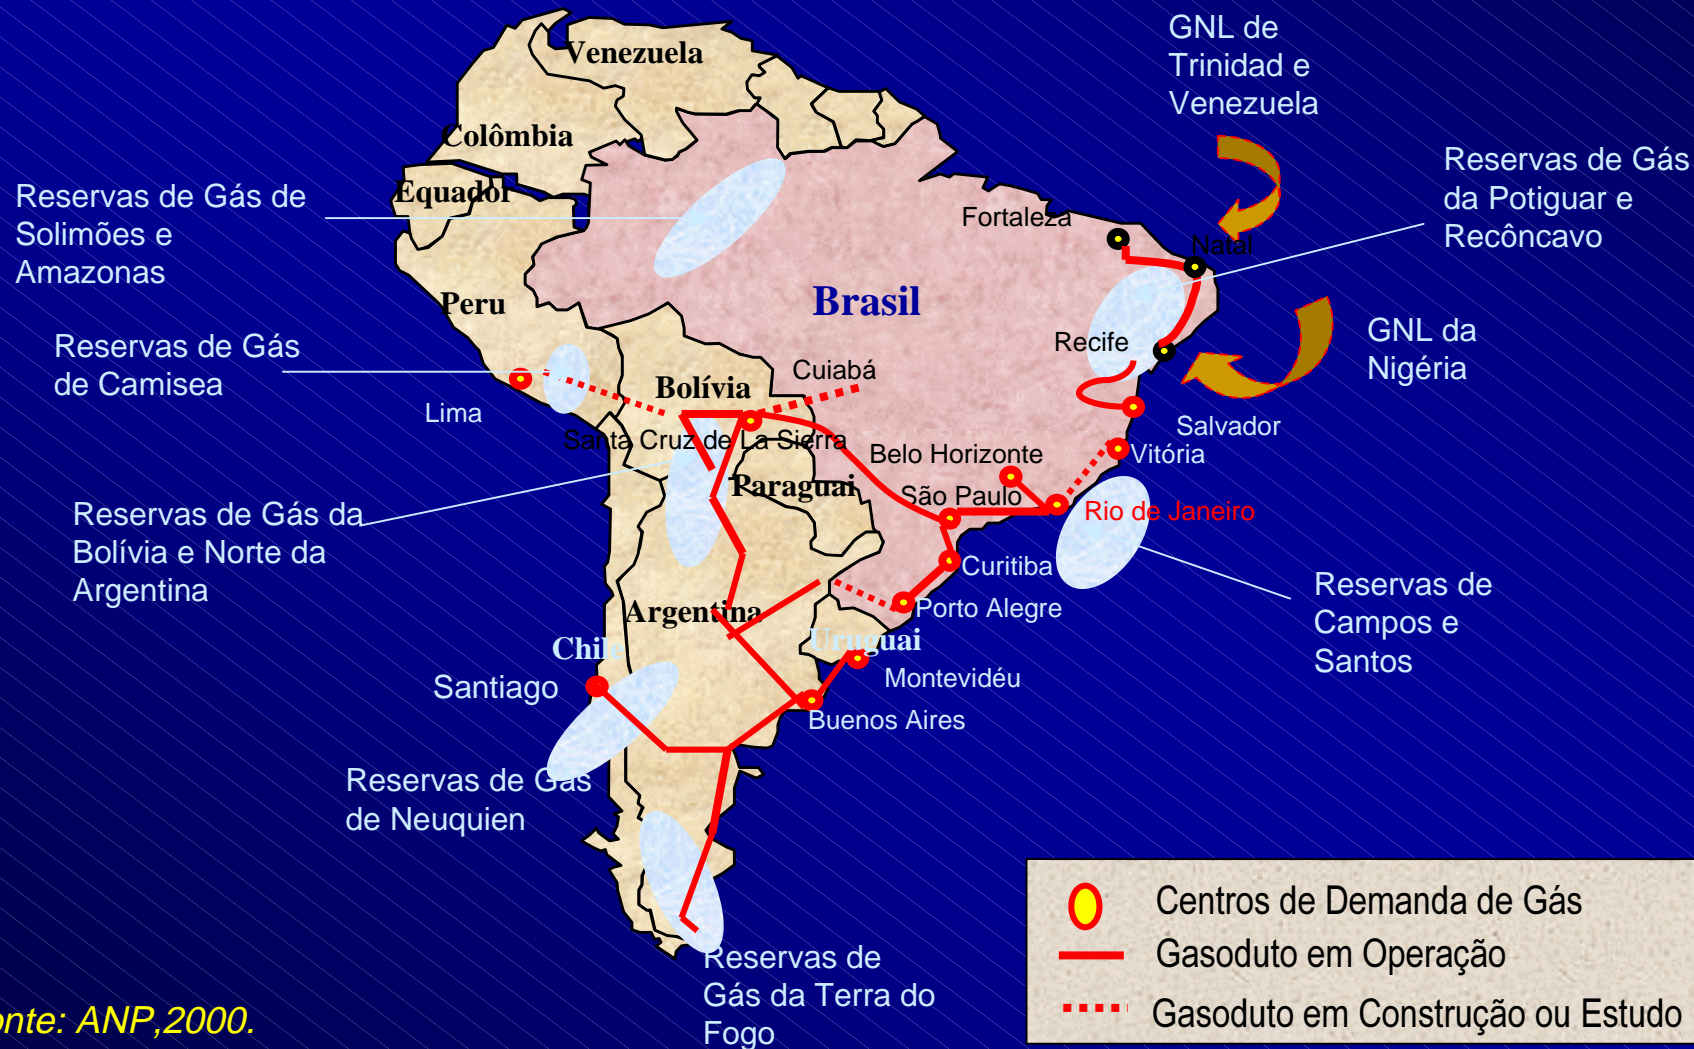 GNL de
Trinidad e
Venezuela
Venezuela
Colômbia
Equador
Reservas de Gás de
Solimões e
Amazonas
Reservas de Gás
da Potiguar e
Recôncavo
Fortaleza
Natal
Peru
Brasil
GNL da
Nigéria
Reservas de Gás
de Camisea
Recife
Cuiabá
Bolívia
Lima
Salvador
Santa Cruz de La Sierra
Belo Horizonte
Vitória
Paraguai
São Paulo
Rio de Janeiro
Reservas de Gás da
Bolívia e Norte da
Argentina
Curitiba
Reservas de
Campos e
Santos
Argentina
Porto Alegre
Chile
Uruguai
Santiago
Montevidéu
Buenos Aires
Reservas de Gás
de Neuquien
Reservas de
Gás da Terra do
Fogo
Centros de Demanda de Gás
Gasoduto em Operação
Gasoduto em Construção ou Estudo
onte: ANP,2000.